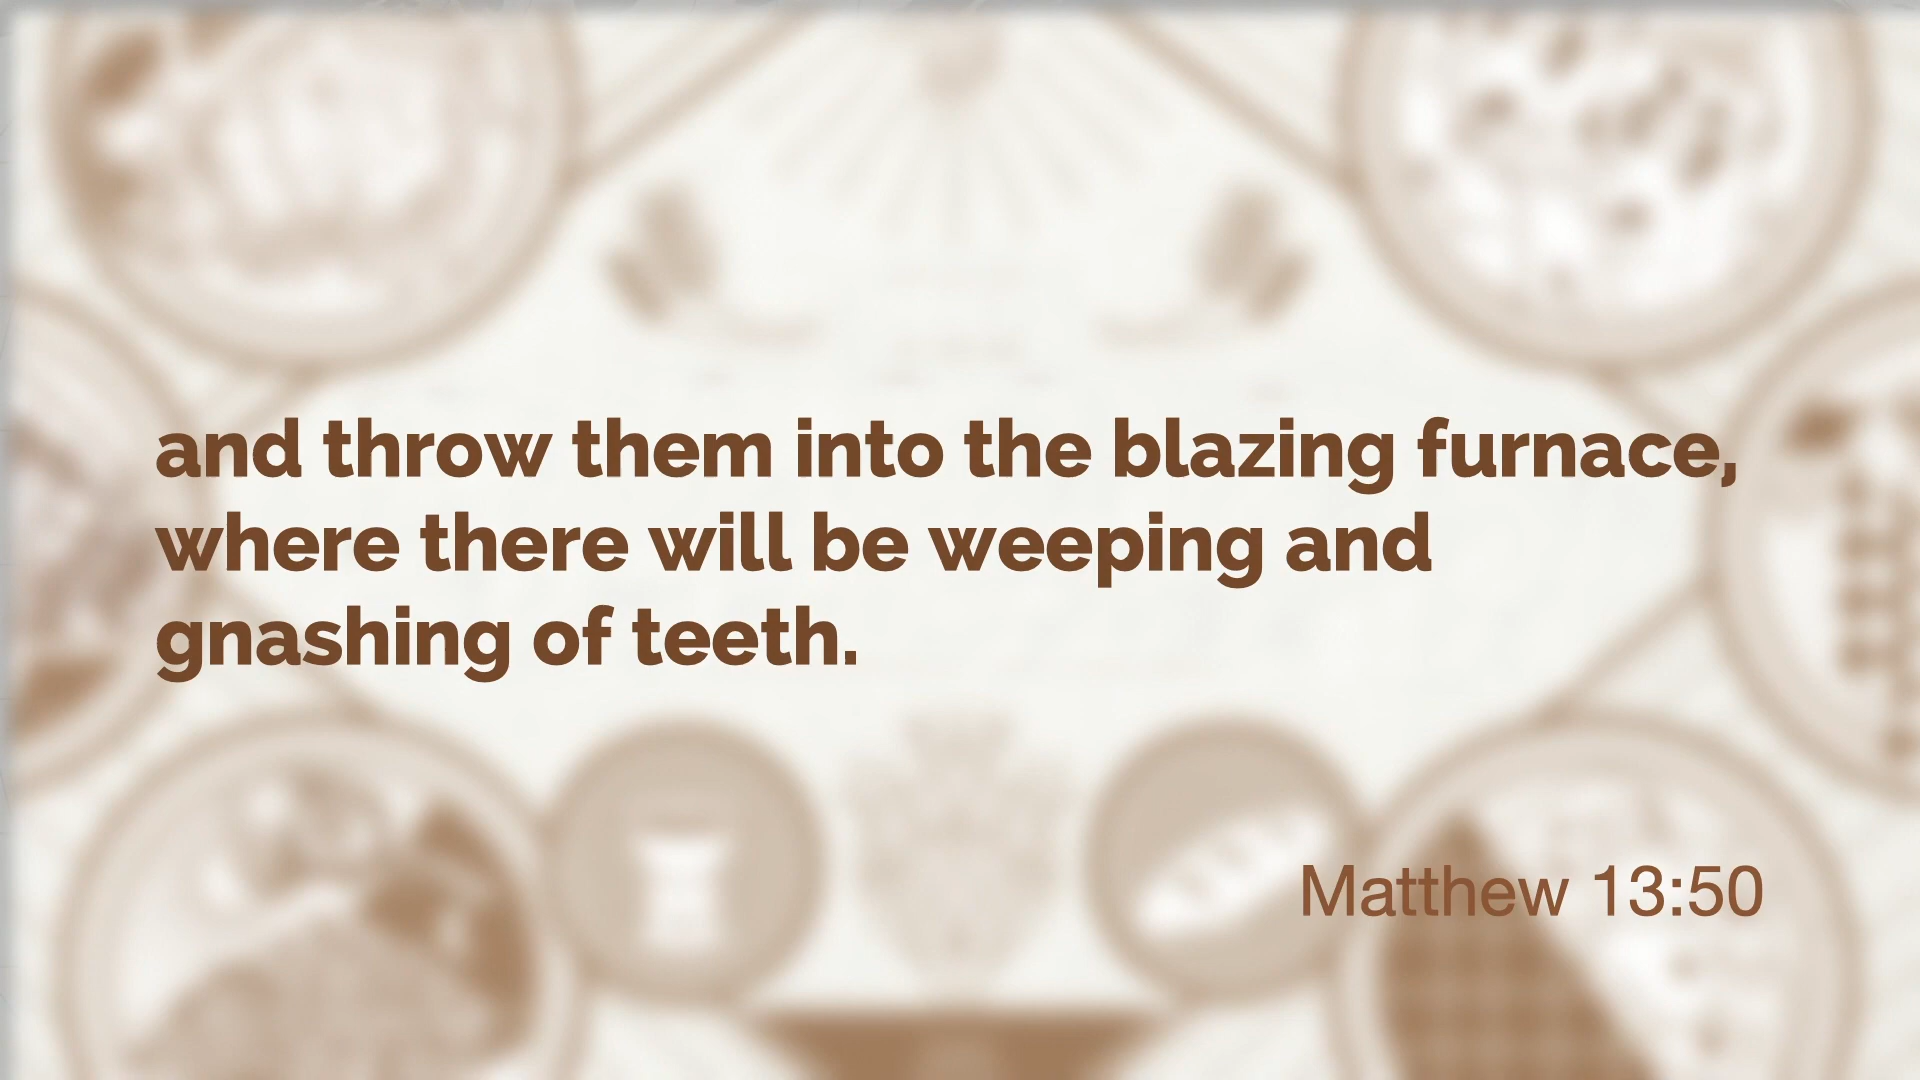 and throw them into the blazing furnace,
where there will be weeping and
gnashing of teeth.
Matthew 13:50